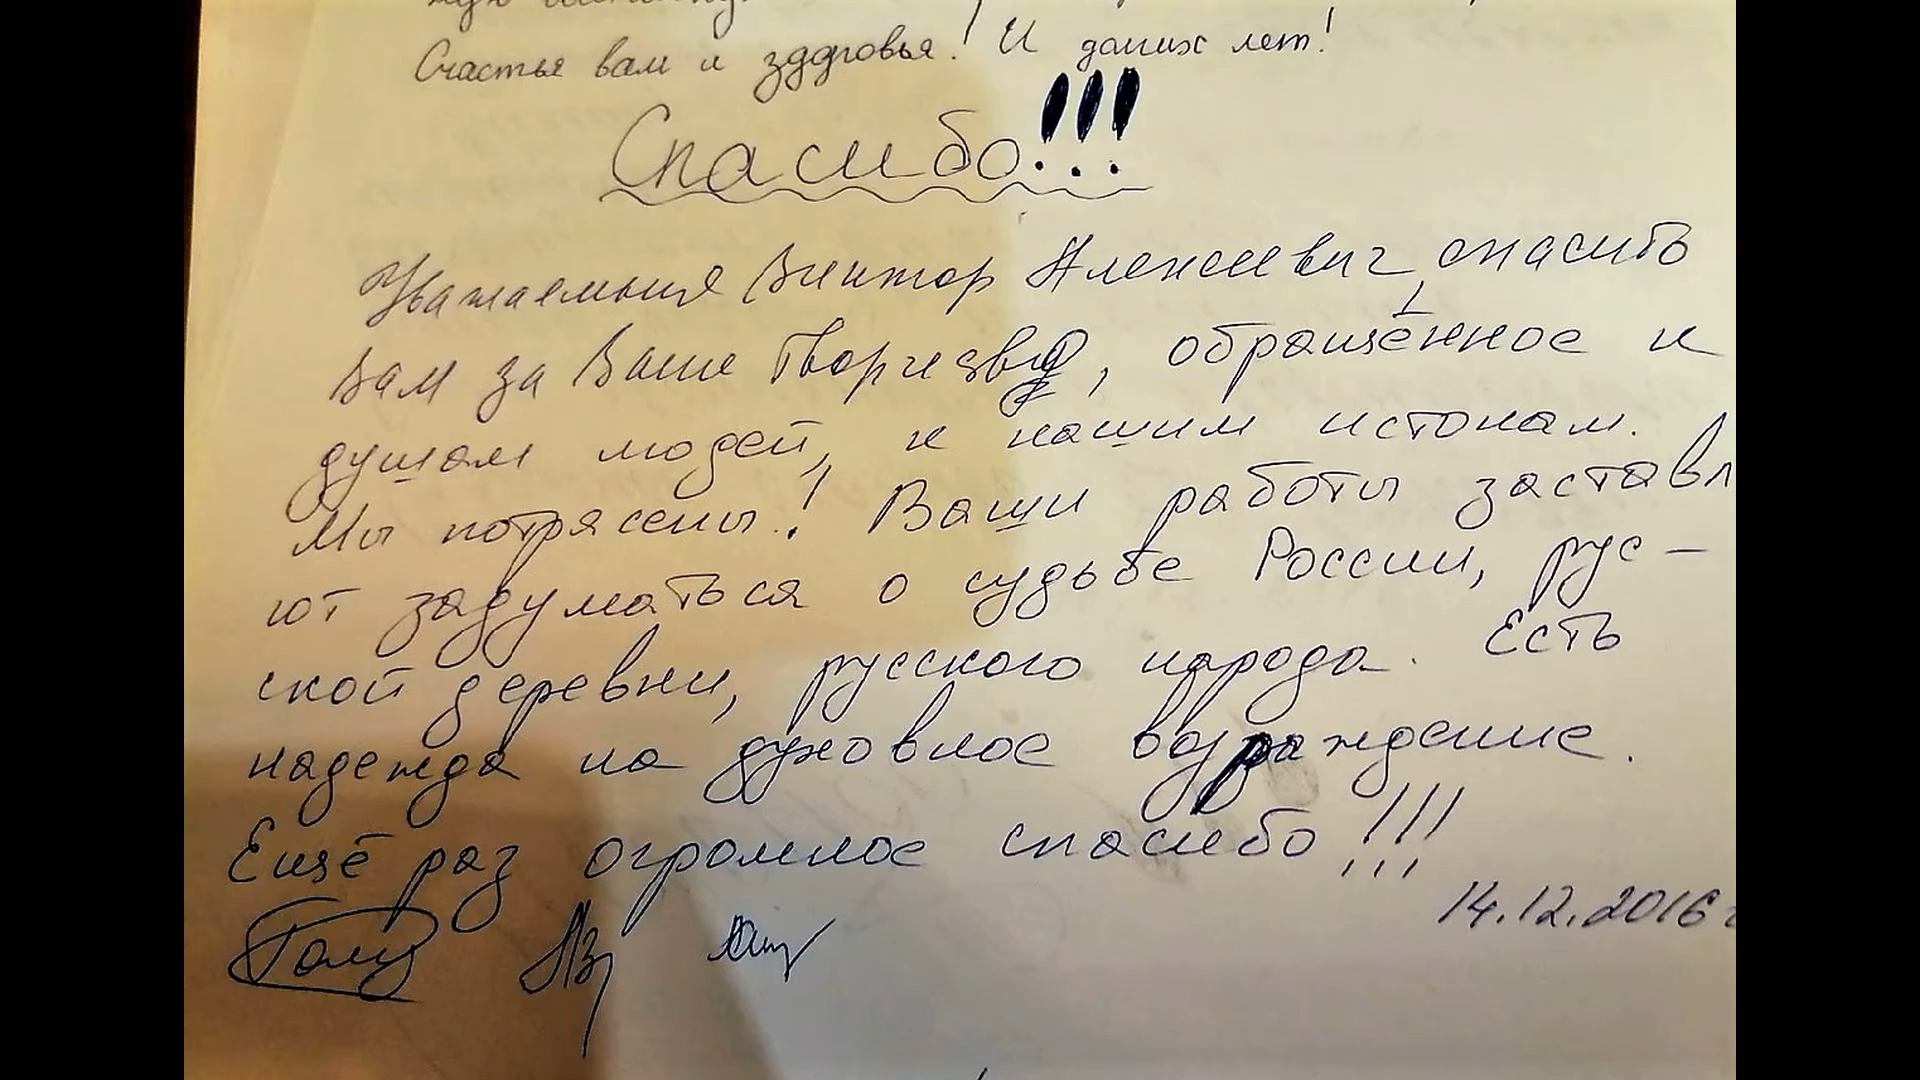 Счастья вам и здоровья! И долгих лет!
Спасибо!!!
Уважаемый Виктор Алексеевич, спасибо
Вам за Ваше творчество, обращённое к
душам людей, к нашим истокам.
Мы потрясены! Ваши работы заставл
ют задуматься о судьбе России, рус-
ской деревни, русского народа. Есть
надежда на духовное возрождение.
Ещё раз огромное спасибо!!!
14.12.2016г